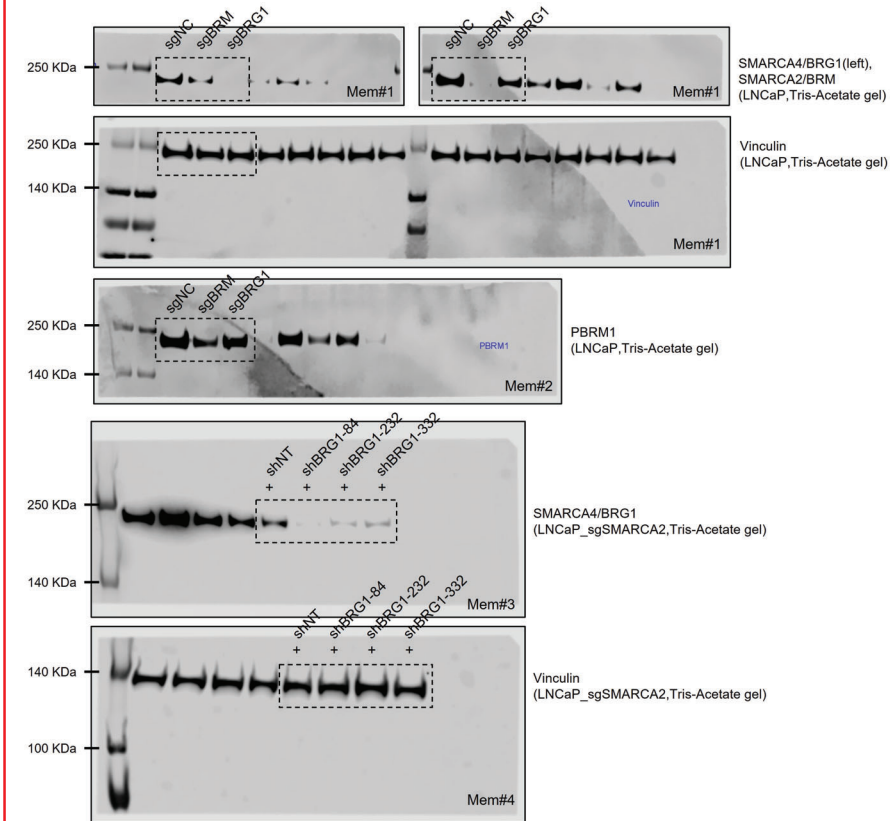 sgNC
sgBRM
sgBRG1
sgNC
sgBRM
sgBRG1
250 KDa
Mem#1
Mem#1
SMARCA4/BRG1(left),
SMARCA2/BRM
(LNCaP,Tris-Acetate gel)
250 KDa
140 KDa
Vinculin
Mem#1
Vinculin
(LNCaP,Tris-Acetate gel)
sgNC
sgBRM
sgBRG1
250 KDa
140 KDa
PBRM1
Mem#2
PBRM1
(LNCaP,Tris-Acetate gel)
shNT
shBRG1-84
shBRG1-232
shBRG1-332
+ + + +
250 KDa
140 KDa
Mem#3
SMARCA4/BRG1
(LNCaP_sgSMARCA2,Tris-Acetate gel)
shNT
shBRG1-84
shBRG1-232
shBRG1-332
+ + + +
140 KDa
100 KDa
Mem#4
Vinculin
(LNCaP_sgSMARCA2,Tris-Acetate gel)